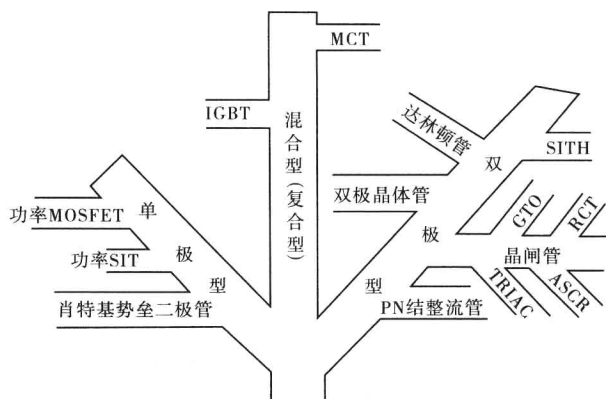 MCT
IGBT
混合型(复合型)
达林顿管
双极型
SITH
双极晶体管
功率MOSFET
单极型
功率SIT
肖特基势垒二极管
GTO
RCT
晶闸管
TRIAC
ASCR
PN结整流管